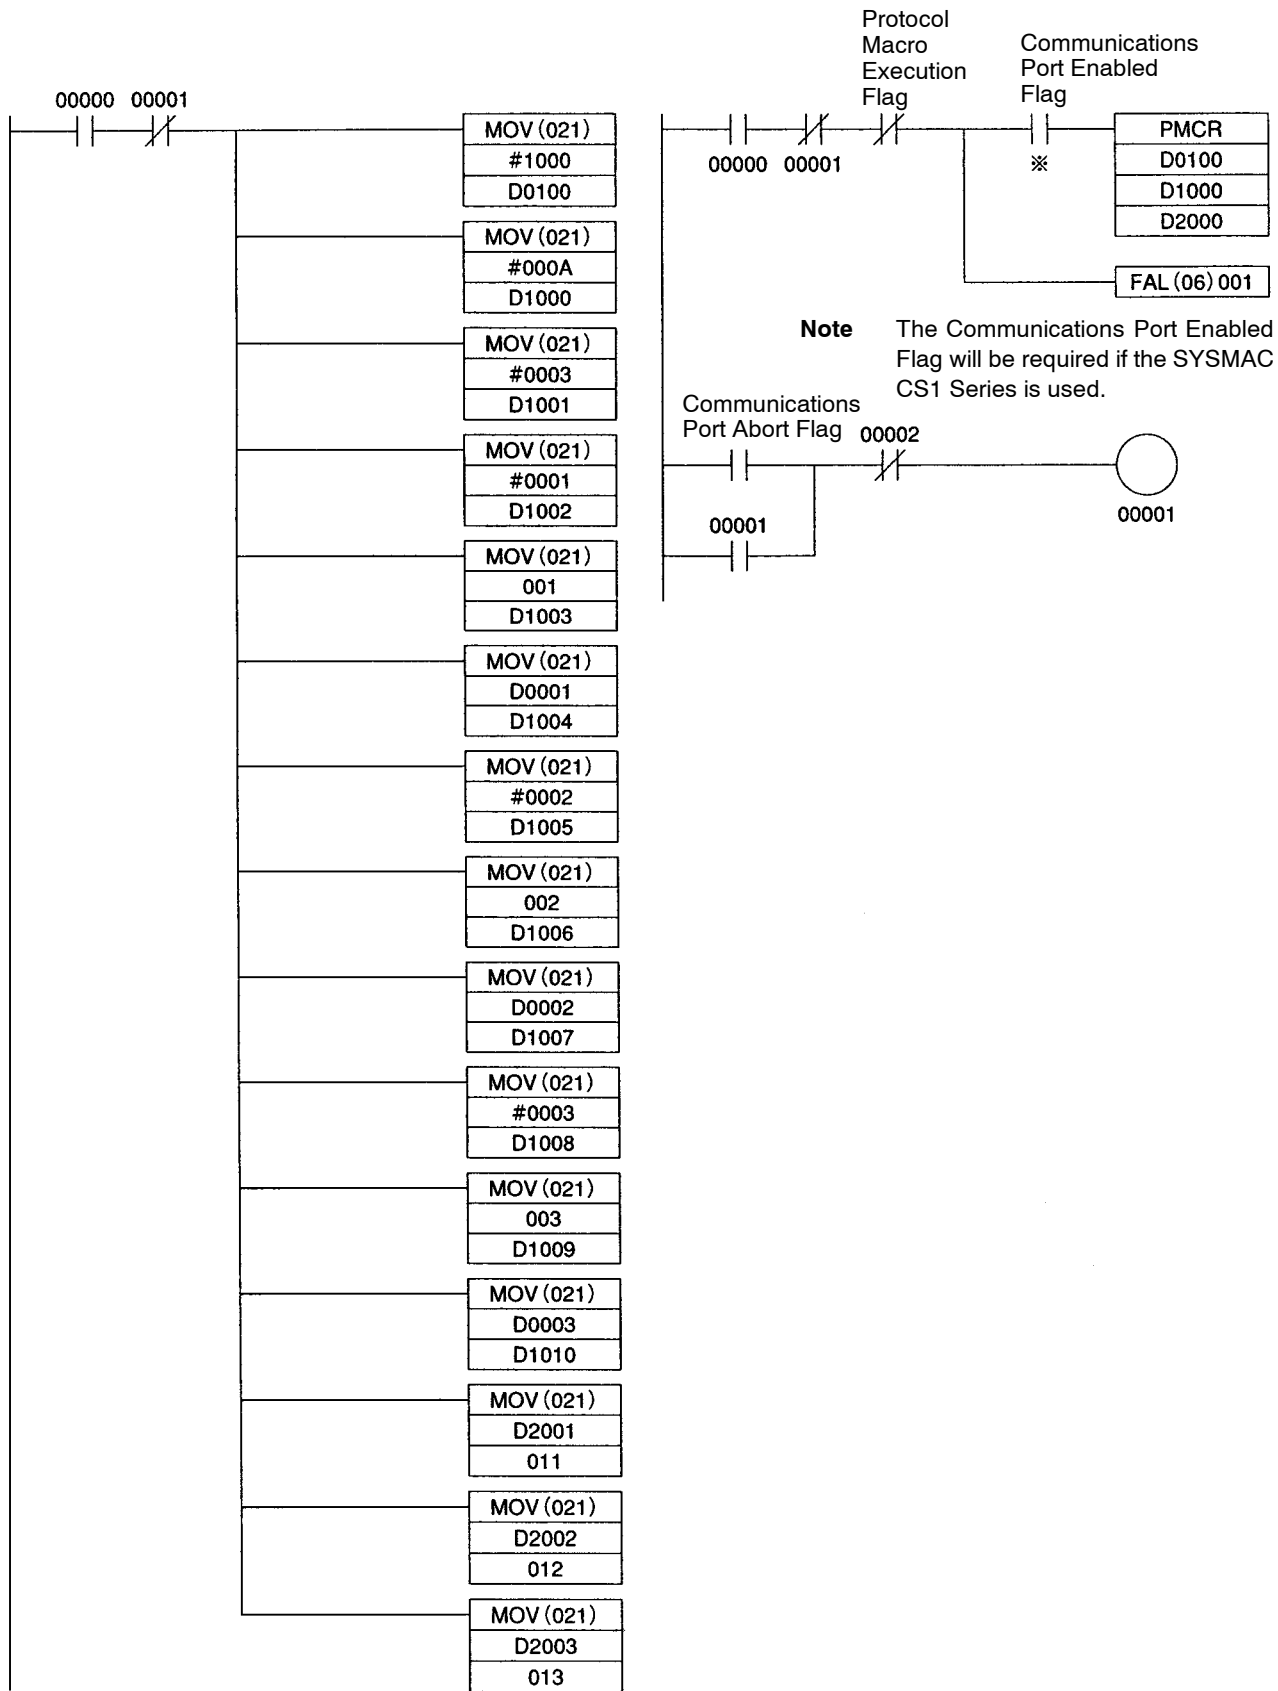 00000 00001
MOV(021)
#1000
D0100
MOV(021)
#000A
D1000
MOV(021)
#0003
D1001
MOV(021)
#0001
D1002
MOV(021)
001
D1003
MOV(021)
D0001
D1004
MOV(021)
#0002
D1005
MOV(021)
002
D1006
MOV(021)
D0002
D1007
MOV(021)
#0003
D1008
MOV(021)
003
D1009
MOV(021)
D0003
D1010
MOV(021)
D2001
011
MOV(021)
D2002
012
MOV(021)
D2003
013
Protocol
Macro
Execution
Flag
Communications
Port Enabled
Flag
00000 00001
※
PMCR
D0100
D1000
D2000
FAL(06)001
Note The Communications Port Enabled
Flag will be required if the SYSMAC
CS1 Series is used.
Communications
Port Abort Flag
00002
00001
00001